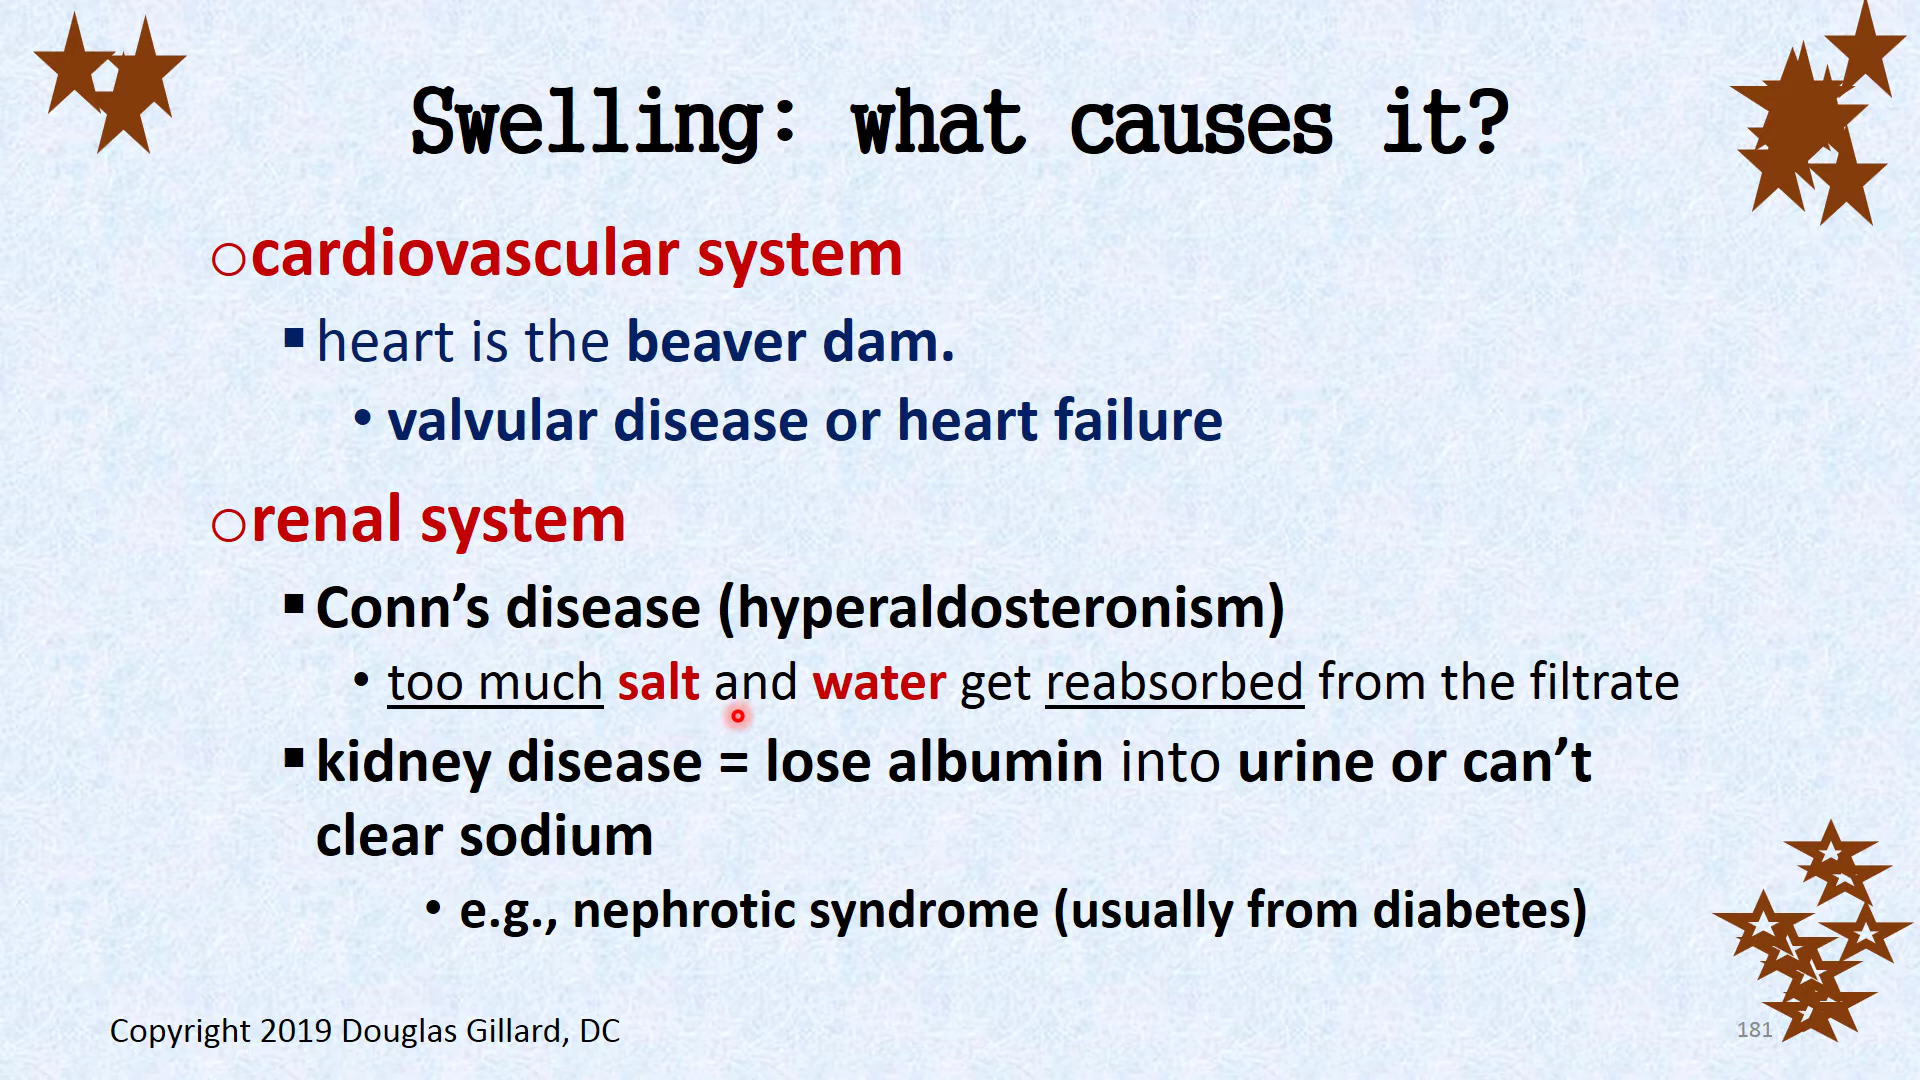 Swelling: what causes it?
○cardiovascular system
▪heart is the beaver dam.
• valvular disease or heart failure
○renal system
▪Conn’s disease (hyperaldosteronism)
• too much salt and water get reabsorbed from the filtrate
▪kidney disease = lose albumin into urine or can’t
clear sodium
• e.g., nephrotic syndrome (usually from diabetes)
Copyright 2019 Douglas Gillard, DC
181